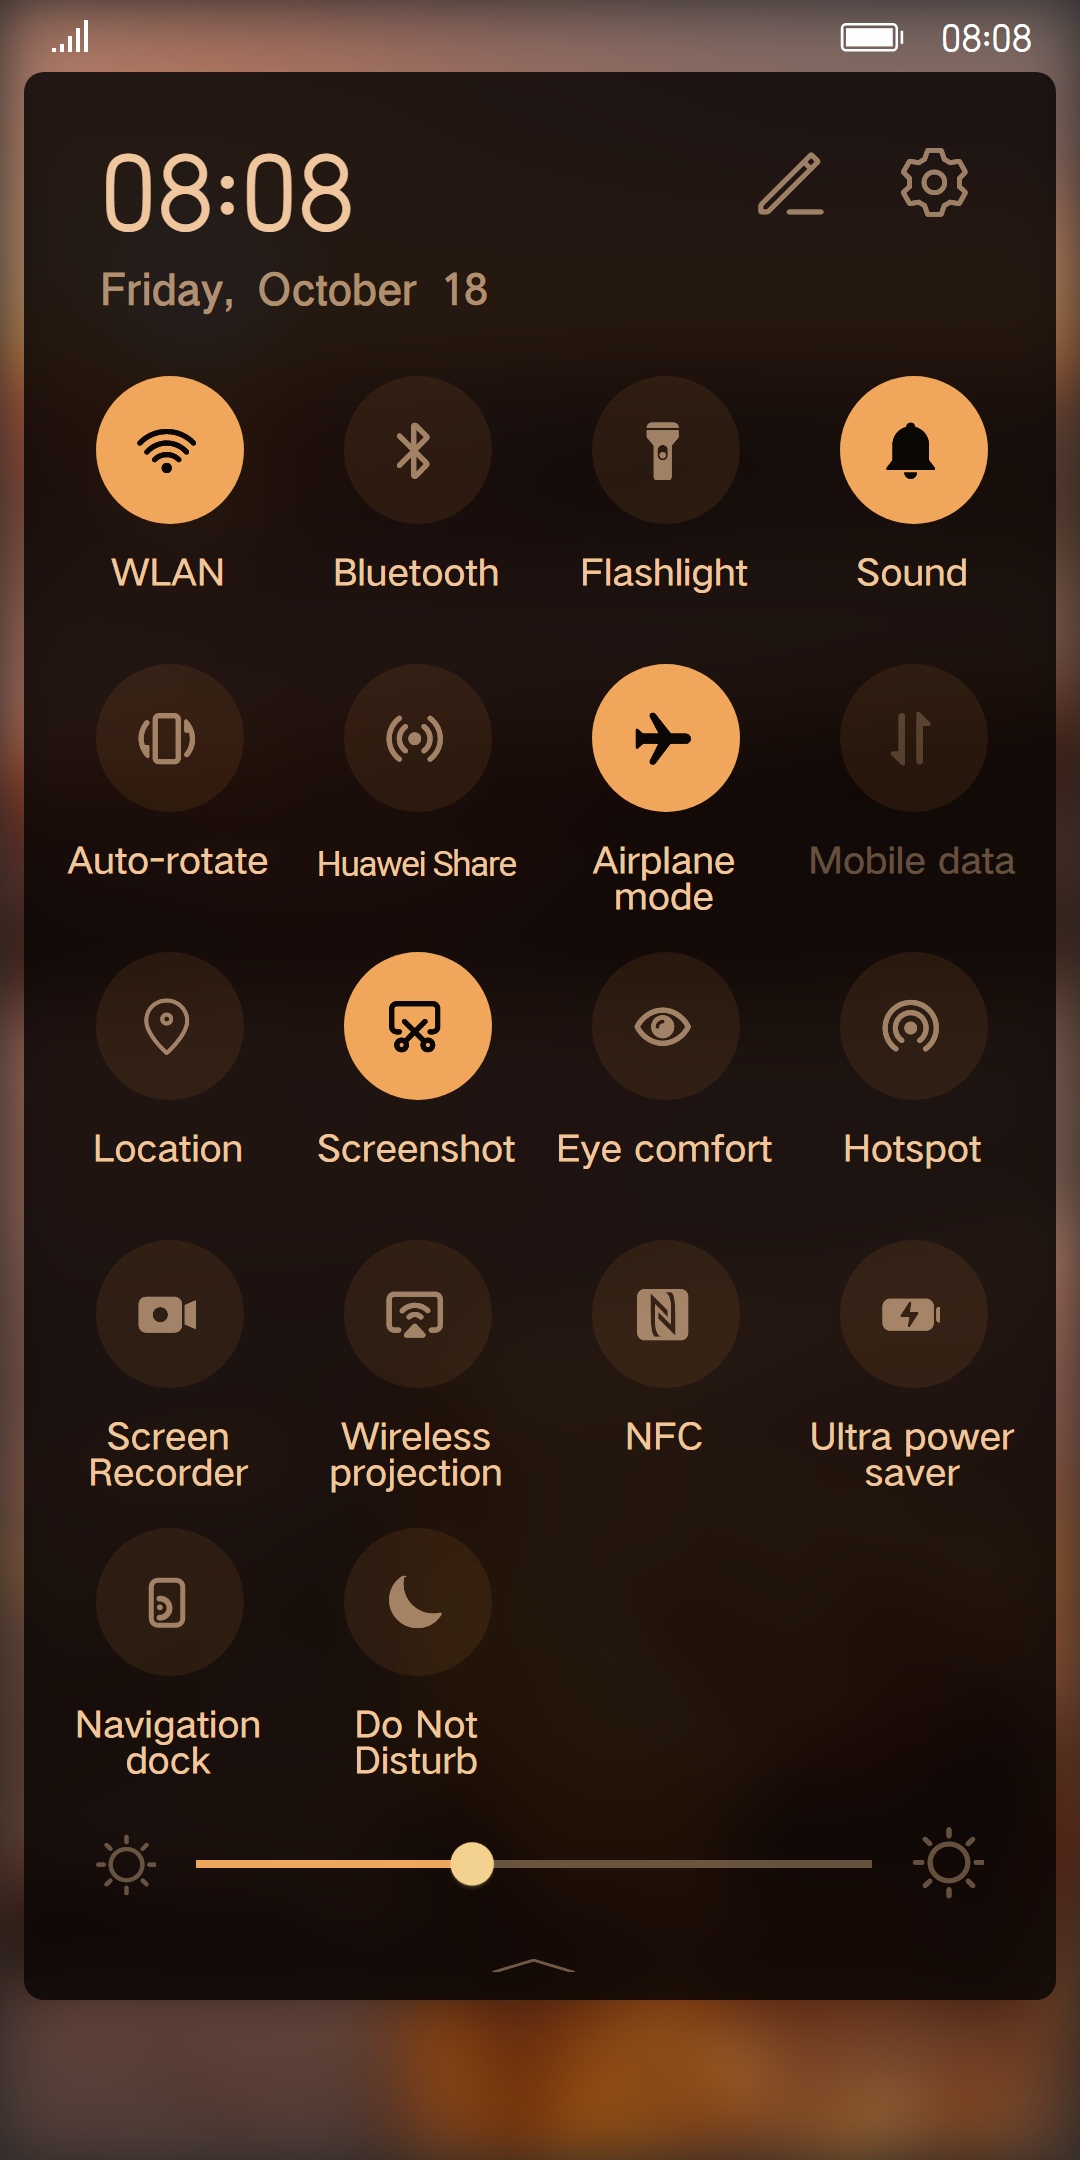 08:08
08:08
Friday, October 18
WLAN
Bluetooth
Flashlight
Sound
Auto-rotate
Huawei Share
Airplane
mode
Mobile data
Location
Screenshot
Eye comfort
Hotspot
Screen
Recorder
Wireless
projection
NFC
Ultra power
saver
Navigation
dock
Do Not
Disturb